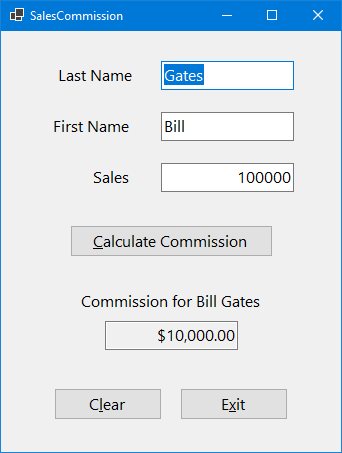 SalesCommission
Last Name Gates
First Name Bill
Sales 100000
Calculate Commission
Commission for Bill Gates
$10,000.00
Clear Exit